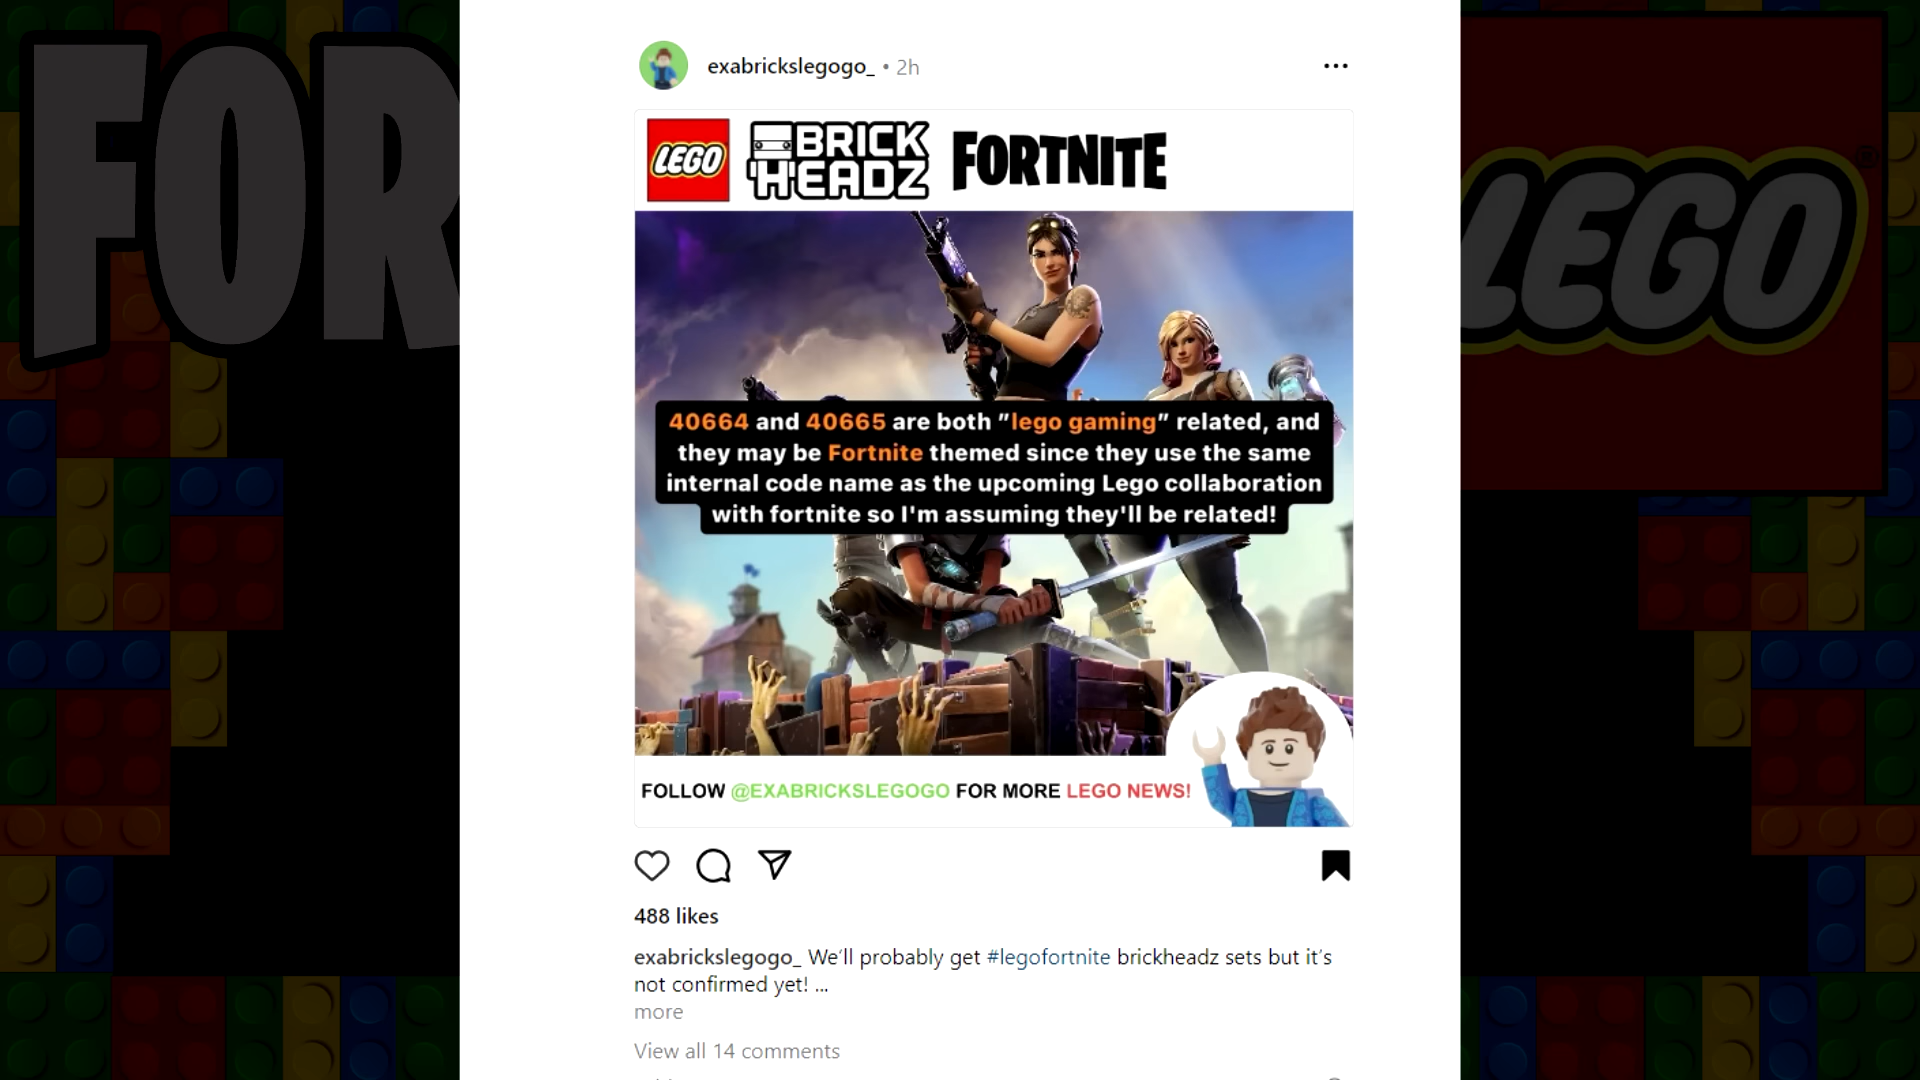 FOR
exabrickslegogo_ • 2h
LEGO
BRICK
HEADZ
FORTNITE
LEGO
40664 and 40665 are both "lego gaming" related, and
they may be Fortnite themed since they use the same
internal code name as the upcoming Lego collaboration
with fortnite so I'm assuming they'll be related!
FOLLOW @EXABRICKSLEGOGO FOR MORE LEGO NEWS!
488 likes
exabrickslegogo_ We'll probably get #legofortnite brickheadz sets but it's
not confirmed yet! ...
more
View all 14 comments